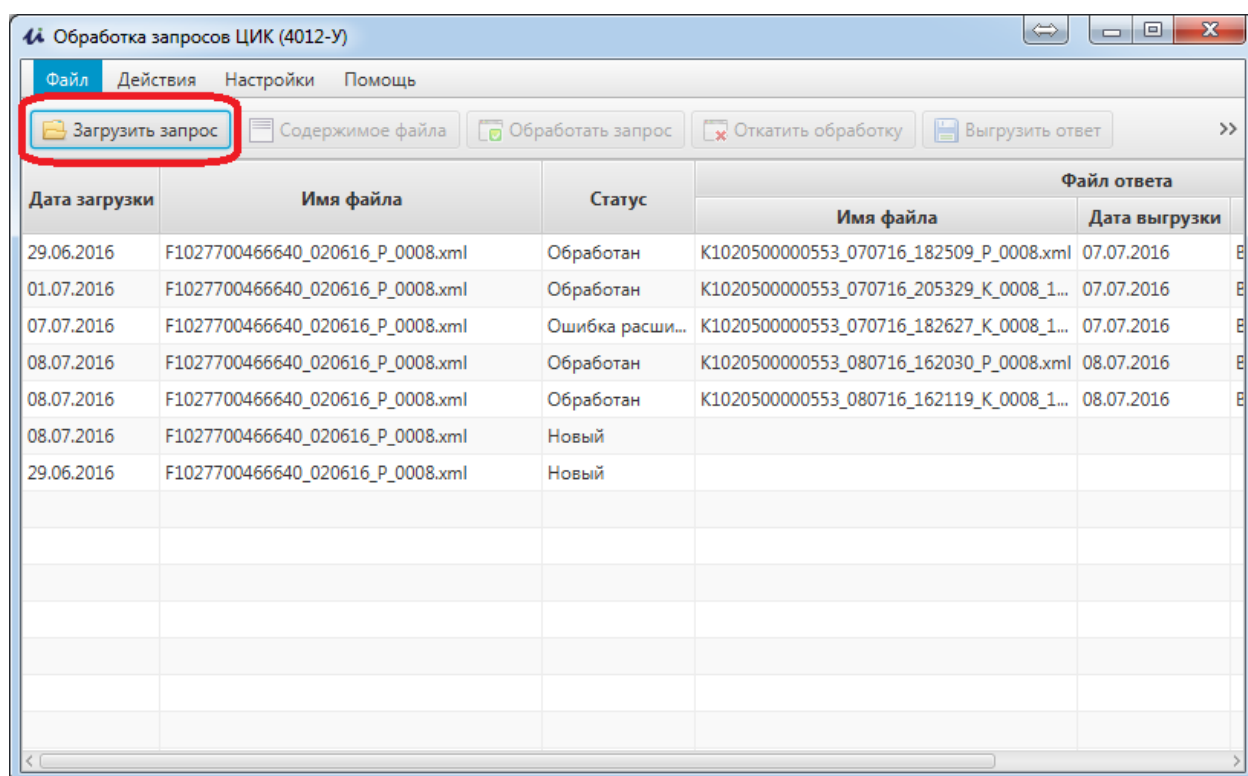 Обработка запросов ЦИК (4012-У)
Файл Действия Настройки Помощь
Загрузить запрос Содержимое файла Обработать запрос Откатить обработку Выгрузить ответ >>
Файл ответа
Дата загрузки Имя файла Статус
Имя файла Дата выгрузки
29.06.2016 F1027700466640_020616_P_0008.xml Обработан K1020500000553_070716_182509_P_0008.xml 07.07.2016
01.07.2016 F1027700466640_020616_P_0008.xml Обработан K1020500000553_070716_205329_K_0008_1... 07.07.2016
07.07.2016 F1027700466640_020616_P_0008.xml Ошибка расши... K1020500000553_070716_182627_K_0008_1... 07.07.2016
08.07.2016 F1027700466640_020616_P_0008.xml Обработан K1020500000553_080716_162030_P_0008.xml 08.07.2016
08.07.2016 F1027700466640_020616_P_0008.xml Обработан K1020500000553_080716_162119_K_0008_1... 08.07.2016
08.07.2016 F1027700466640_020616_P_0008.xml Новый
29.06.2016 F1027700466640_020616_P_0008.xml Новый